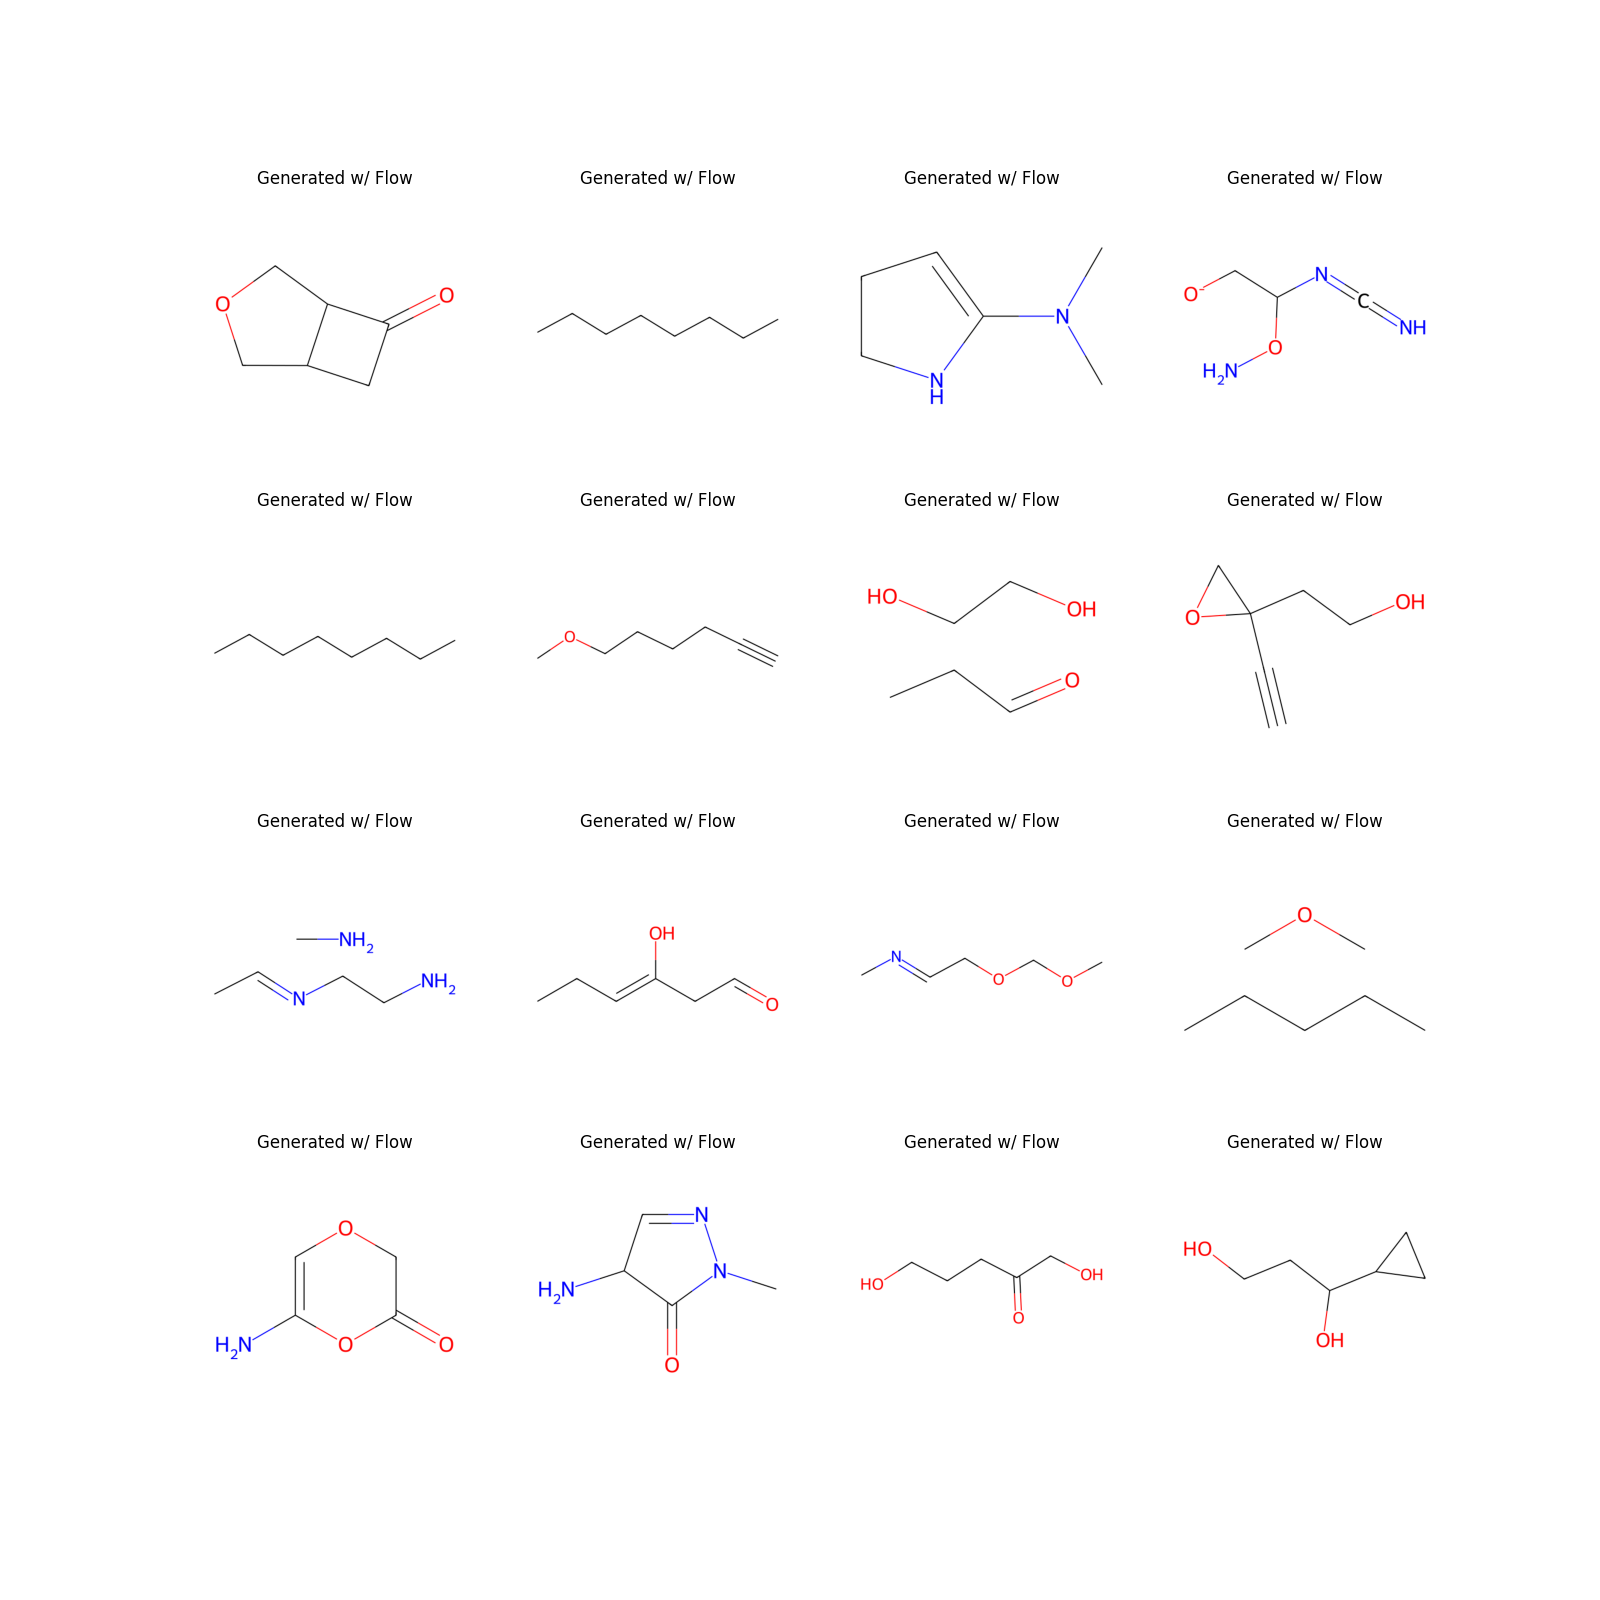 Generated w/ Flow Generated w/ Flow Generated w/ Flow Generated w/ Flow
O O N NH O⁻ N C NH O H₂N
Generated w/ Flow Generated w/ Flow Generated w/ Flow Generated w/ Flow
O HO OH O O OH
Generated w/ Flow Generated w/ Flow Generated w/ Flow Generated w/ Flow
NH₂ N NH₂ OH O N O O O
Generated w/ Flow Generated w/ Flow Generated w/ Flow Generated w/ Flow
O H₂N O O N H₂N N O HO O OH HO OH